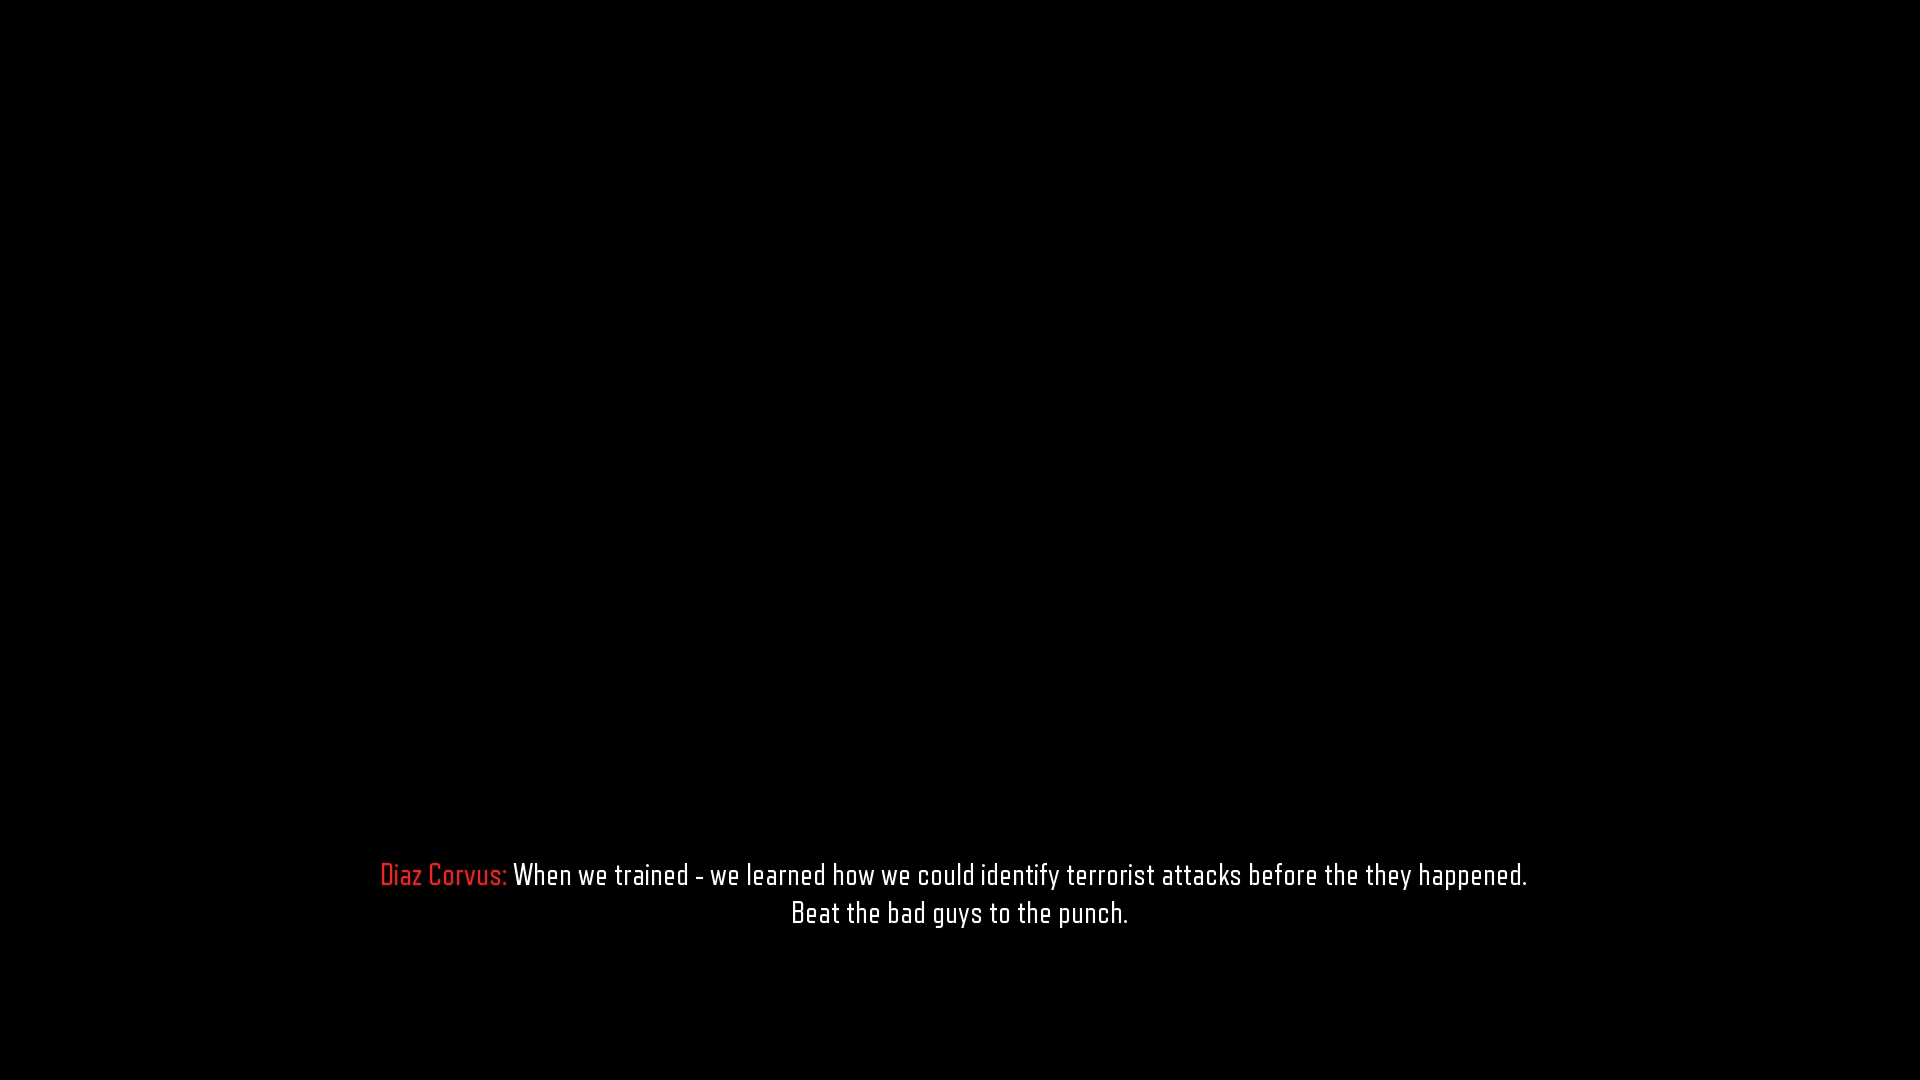 Diaz Corvus: When we trained - we learned how we could identify terrorist attacks before the they happened.
Beat the bad guys to the punch.